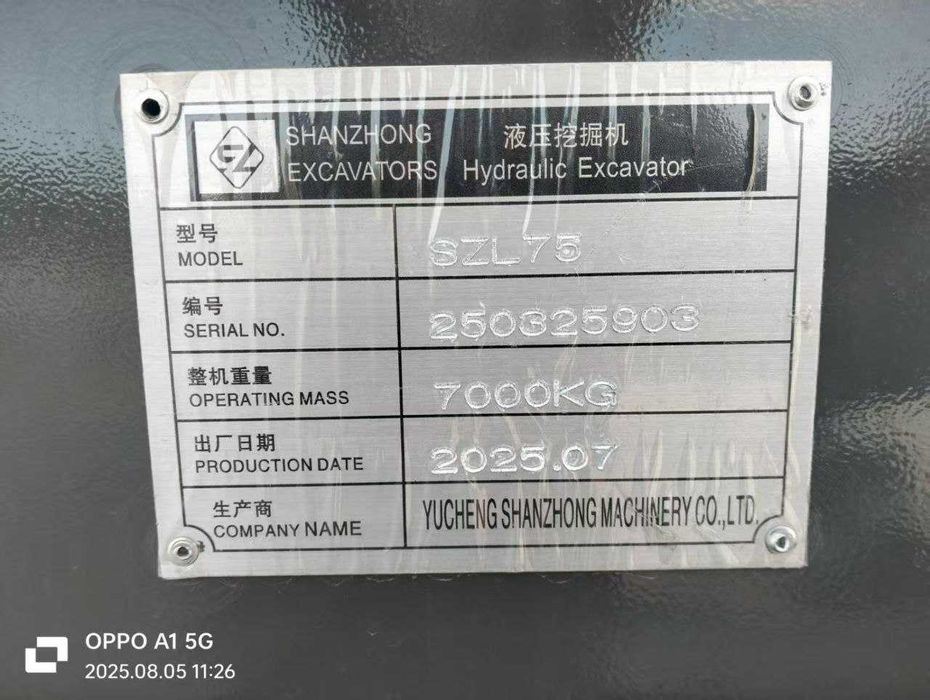 SHANZHONG
EXCAVATORS
液压挖掘机
Hydraulic Excavator
型号
MODEL
SZL75
编号
SERIAL NO.
250325903
整机重量
OPERATING MASS
7000KG
出厂日期
PRODUCTION DATE
2025.07
生产商
COMPANY NAME
YUCHENG SHANZHONG MACHINERY CO.,LTD.
OPPO A1 5G
2025.08.05 11:26